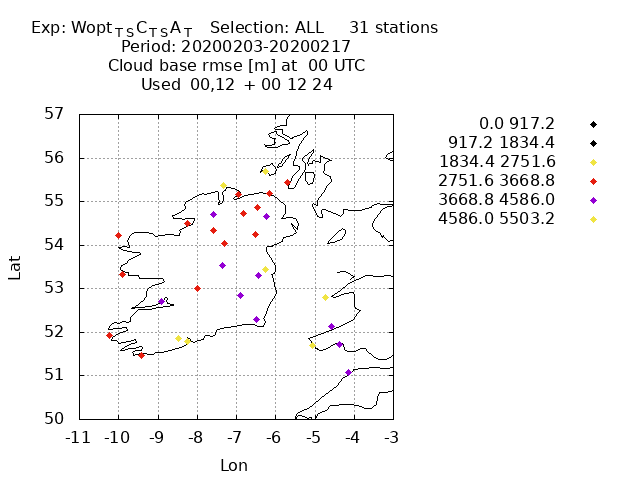 Exp: WoptTSCTSAT Selection: ALL 31 stations
Period: 20200203-20200217
Cloud base rmse [m] at 00 UTC
Used 00,12 + 00 12 24
0.0 917.2
917.2 1834.4
1834.4 2751.6
2751.6 3668.8
3668.8 4586.0
4586.0 5503.2
57
56
55
54
53
52
51
50
Lat
-11 -10 -9 -8 -7 -6 -5 -4 -3
Lon